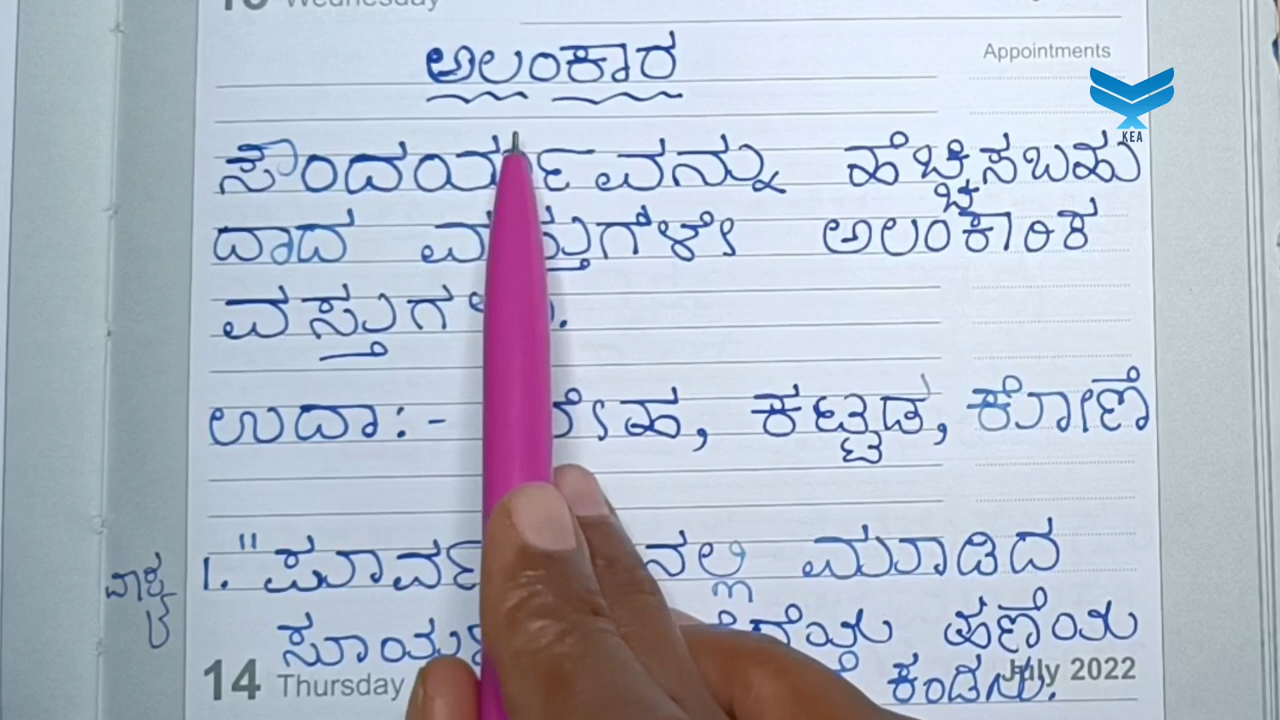 Wednesday
ಅಲಂಕಾರ
Appointments
KEA
ಸೌಂದರ್ಯವನ್ನು ಹೆಚ್ಚಿಸಬಹು
ದಾದ ವಸ್ತುಗಳೇ ಅಲಂಕಾರಿಕ
ವಸ್ತುಗಳು.
ಉದಾ:- ದೇಹ, ಕಟ್ಟಡ, ಕೋಣೆ
ವಾಕ್ಯ
1. "ಪೂರ್ವ ನಲ್ಲಿ ಮೂಡಿದ
ಹಣೆಯ
ಕಂಡನು.
14 Thursday July 2022